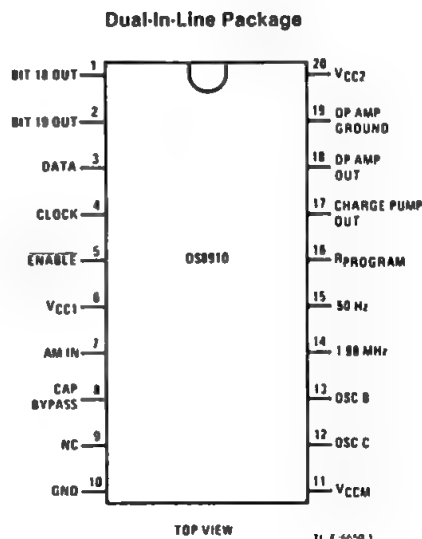 Dual-In-Line Package
BIT 18 OUT 1
BIT 19 OUT 2
DATA 3
CLOCK 4
ENABLE 5
VCC1 6
AM IN 7
CAP
BYPASS 8
NC 9
GND 10
DS8910
20 VCC2
19 OP AMP
GROUND
18 OP AMP
OUT
17 CHARGE PUMP
OUT
16 RPROGRAM
15 50 Hz
14 1 98 MHz
13 OSC B
12 OSC C
11 VCCM
TOP VIEW